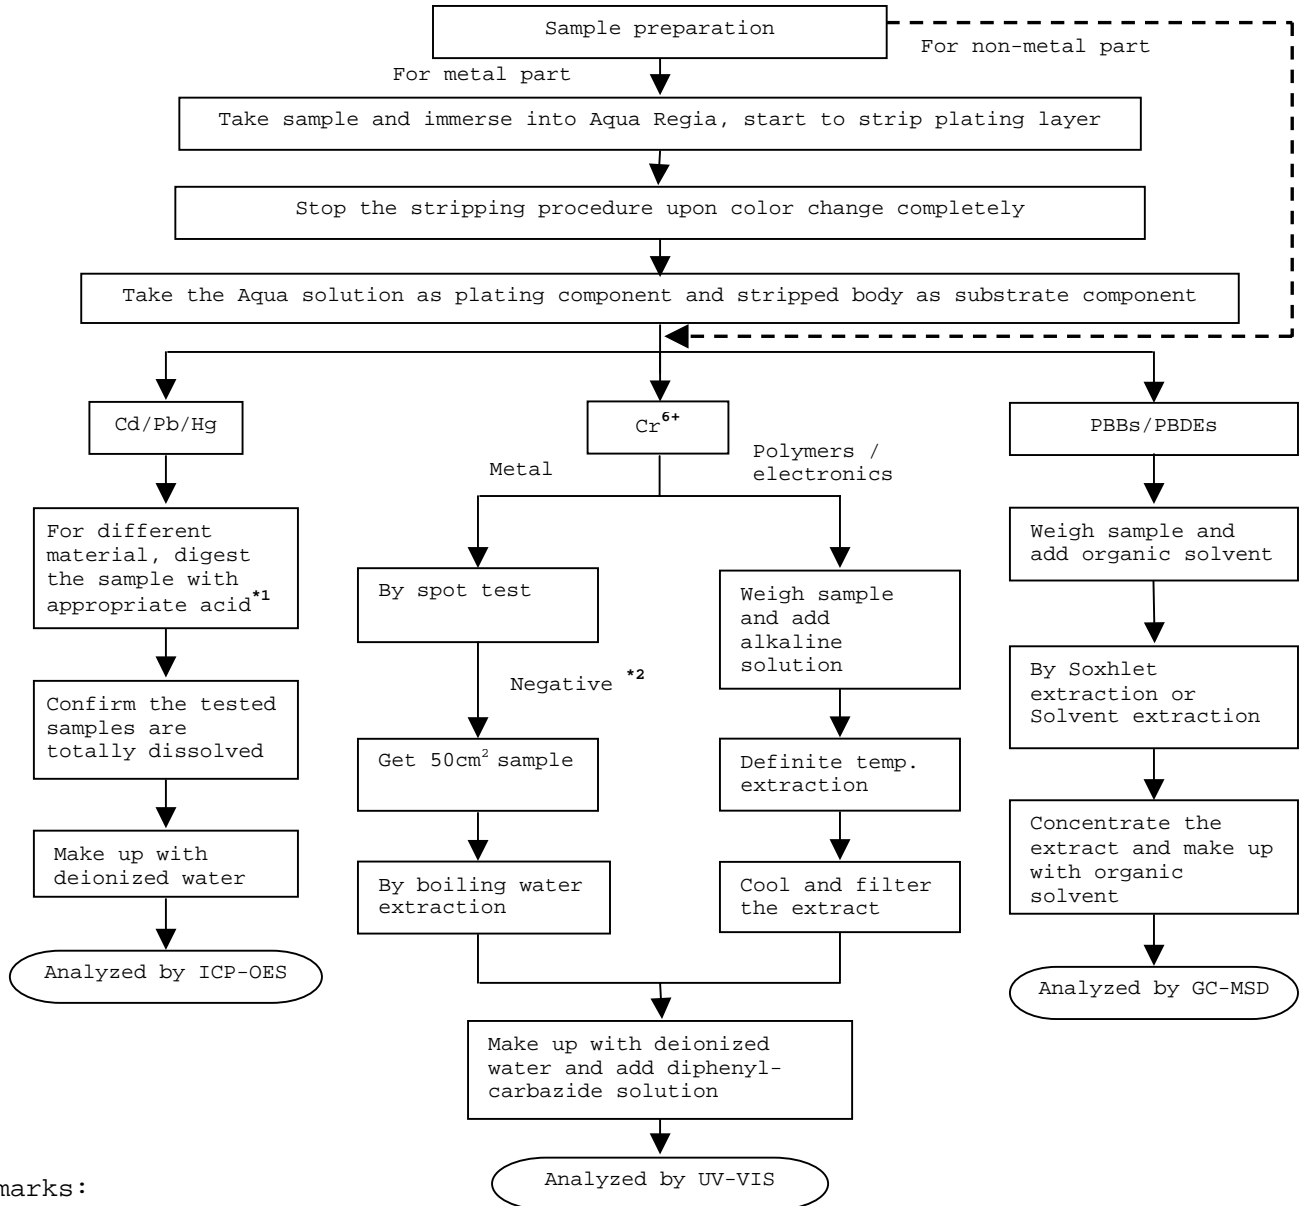 Sample preparation
For non-metal part
For metal part
Take sample and immerse into Aqua Regia, start to strip plating layer
Stop the stripping procedure upon color change completely
Take the Aqua solution as plating component and stripped body as substrate component
Cd/Pb/Hg
For different
material, digest
the sample with
appropriate acid*1
Confirm the tested
samples are
totally dissolved
Make up with
deionized water
Analyzed by ICP-OES
Cr6+
Metal
Polymers /
electronics
By spot test
Negative *2
Get 50cm² sample
By boiling water
extraction
Weigh sample
and add
alkaline
solution
Definite temp.
extraction
Cool and filter
the extract
Make up with deionized
water and add diphenyl-
carbazide solution
Analyzed by UV-VIS
PBBs/PBDEs
Weigh sample and
add organic solvent
By Soxhlet
extraction or
Solvent extraction
Concentrate the
extract and make up
with organic
solvent
Analyzed by GC-MSD
marks: